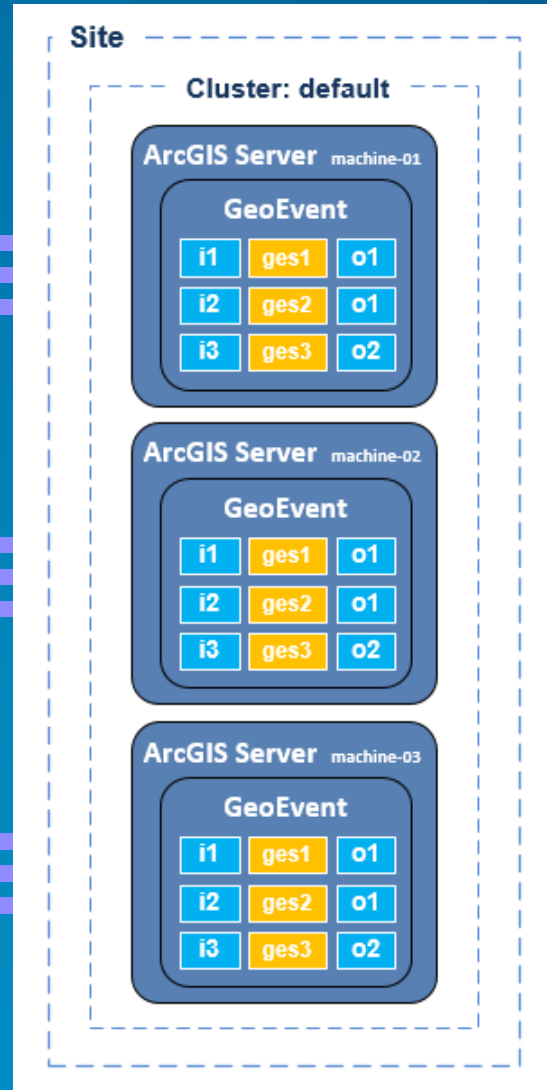 Site
Cluster: default
ArcGIS Server machine-01
GeoEvent
i1 ges1 o1
i2 ges2 o1
i3 ges3 o2
ArcGIS Server machine-02
GeoEvent
i1 ges1 o1
i2 ges2 o1
i3 ges3 o2
ArcGIS Server machine-03
GeoEvent
i1 ges1 o1
i2 ges2 o1
i3 ges3 o2